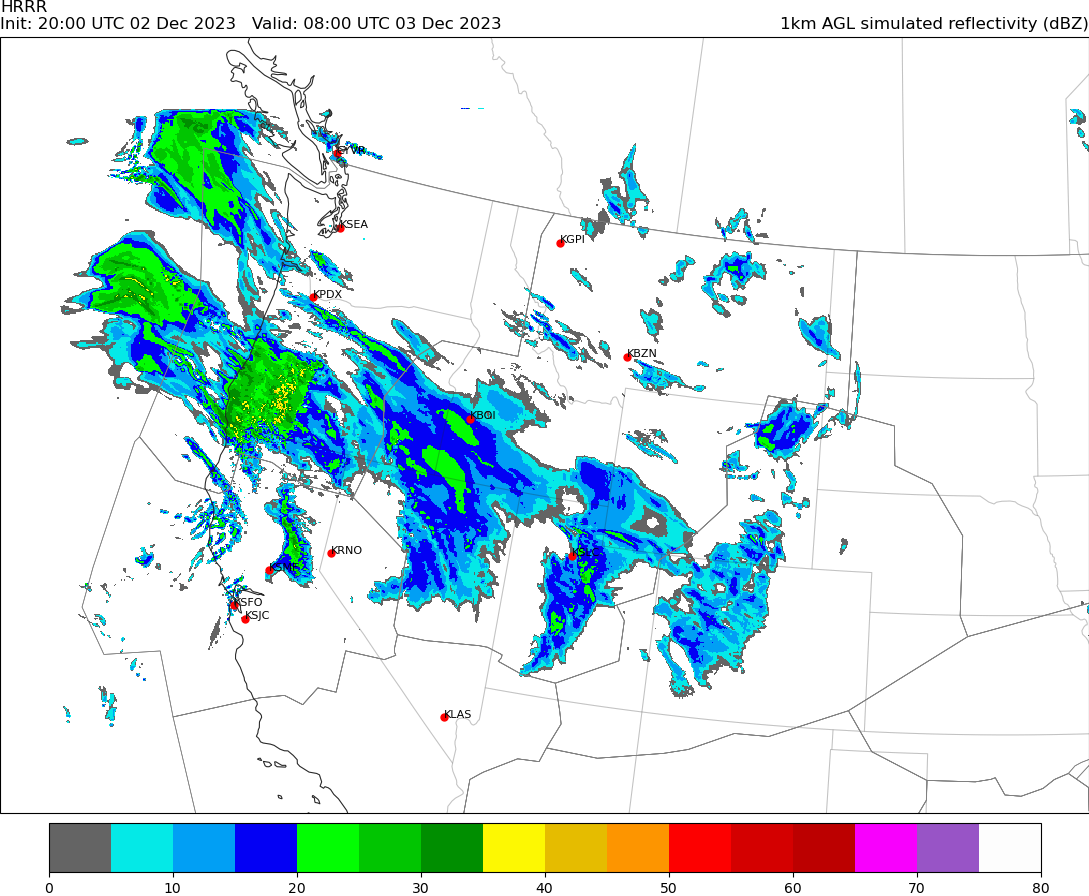 HRRR
Init: 20:00 UTC 02 Dec 2023   Valid: 08:00 UTC 03 Dec 2023
1km AGL simulated reflectivity (dBZ)
CYVR
KSEA
KGPI
KPDX
KBZN
KBOI
KRNO
KSFO
KSJC
KLAS
0 10 20 30 40 50 60 70 80